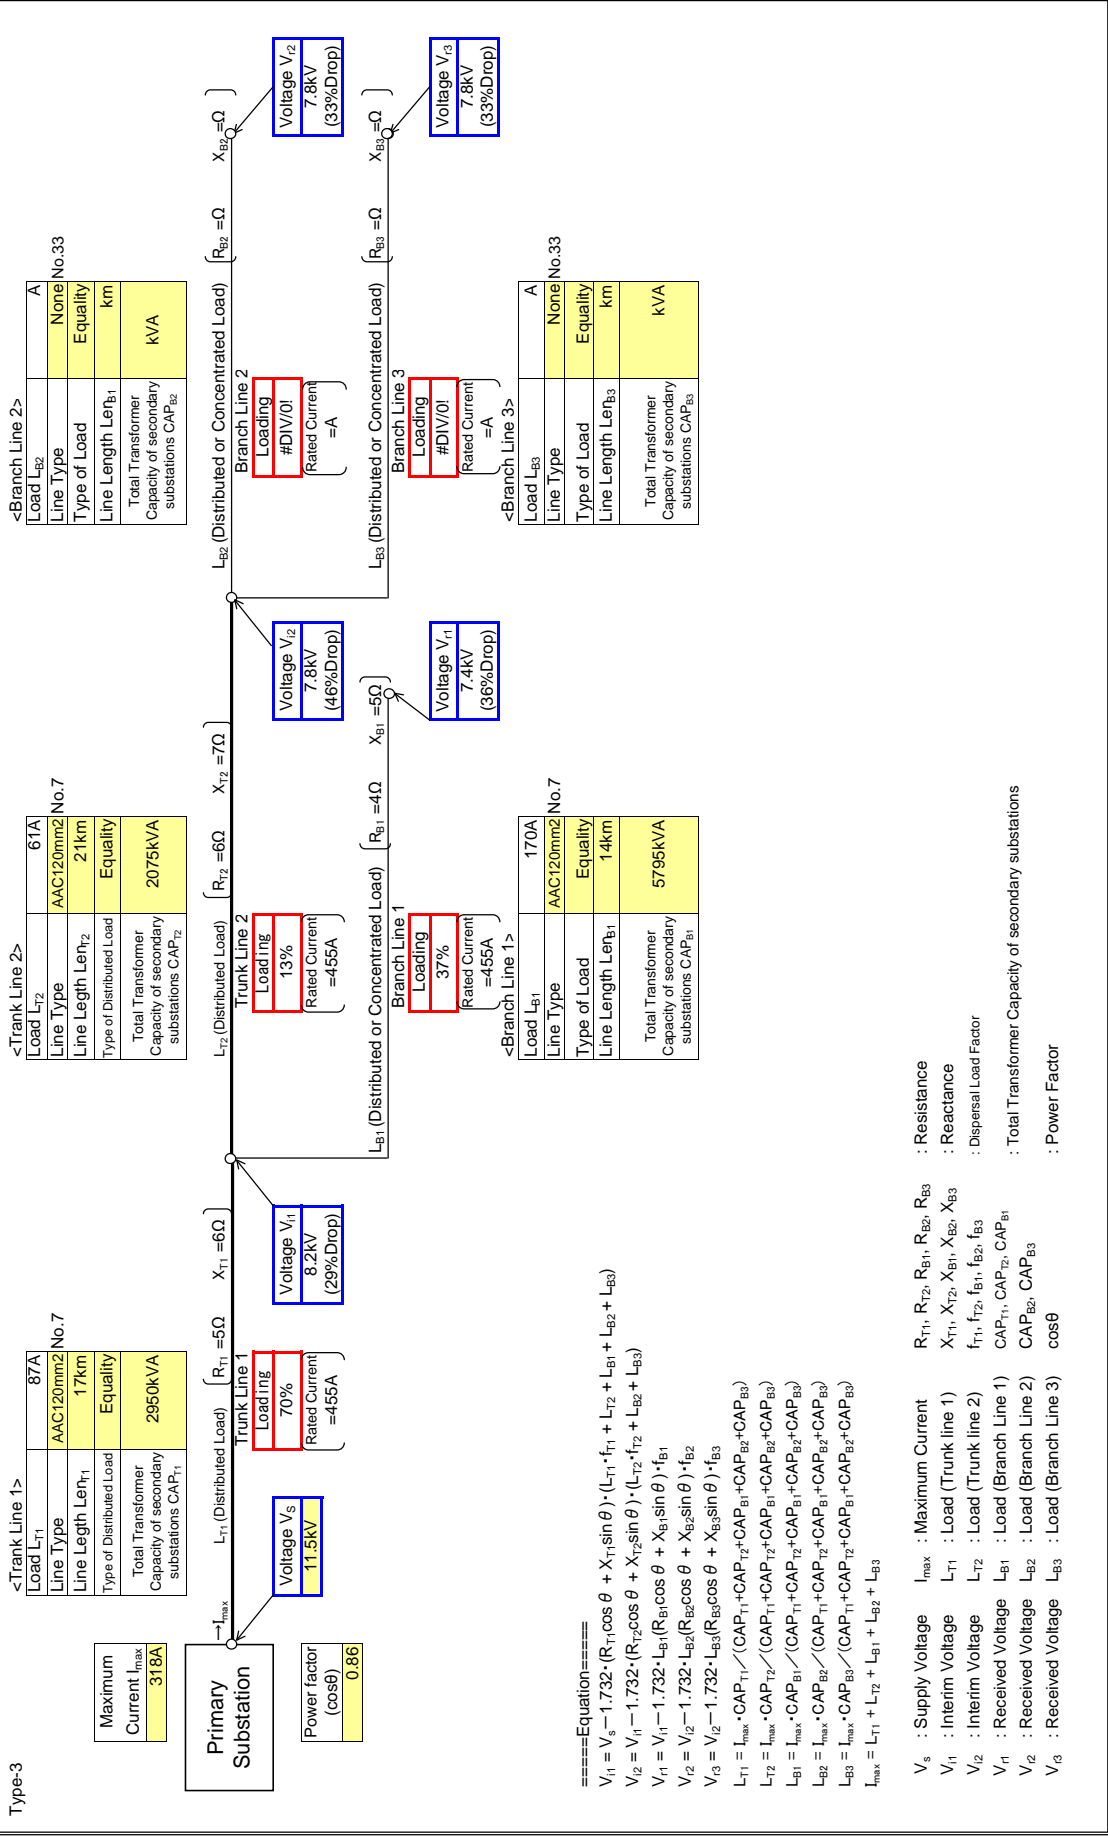 Type-3
<Trank Line 1>
Load LT1 87A
Line Type AAC120mm2 No.7
Line Length LenT1 17km
Type of Distributed Load Equality
Total Transformer Capacity of secondary substations CAPT1 2950kVA
<Trank Line 2>
Load LT2 61A
Line Type AAC120mm2 No.7
Line Legth LenT2 21km
Type of Distributed Load Equality
Total Transformer Capacity of secondary substations CAPT2 2075kVA
<Branch Line 2>
Load LB2 A
Line Type None No.33
Type of Load Equality
Line Length LenB1 km
Total Transformer Capacity of secondary substations CAPB2 kVA
Maximum Current Imax
318A
Primary Substation
→Imax
Power factor (cosθ)
0.86
Voltage VS
11.5kV
LT1 (Distributed Load) RT1 =5Ω XT1 =6Ω
Trunk Line 1
Loading
70%
Rated Current =455A
Voltage Vi1
8.2kV
(29%Drop)
LT2 (Distributed Load) RT2 =6Ω XT2 =7Ω
Trunk Line 2
Loading
13%
Rated Current =455A
Voltage Vi2
7.8kV
(46%Drop)
LB2 (Distributed or Concentrated Load) RB2 =Ω XB2 =Ω
Branch Line 2
Loading
#DIV/0!
Rated Current =A
Voltage Vr2
7.8kV
(33%Drop)
LB1 (Distributed or Concentrated Load) RB1 =4Ω XB1 =5Ω
Branch Line 1
Loading
37%
Rated Current =455A
Voltage Vr1
7.4kV
(36%Drop)
LB3 (Distributed or Concentrated Load) RB3 =Ω XB3 =Ω
Branch Line 3
Loading
#DIV/0!
Rated Current =A
Voltage Vr3
7.8kV
(33%Drop)
<Branch Line 1>
Load LB1 170A
Line Type AAC120mm2 No.7
Type of Load Equality
Line Length LenB1 14km
Total Transformer Capacity of secondary substations CAPB1 5795kVA
<Branch Line 3>
Load LB3 A
Line Type None No.33
Type of Load Equality
Line Length LenB3 km
Total Transformer Capacity of secondary substations CAPB3 kVA
=====Equation=====
Vi1 = Vs－1.732・(RT1cos θ + XT1sin θ)・(LT1・fT1 + LT2 + LB1 + LB2 + LB3)
Vi2 = Vi1－1.732・(RT2cos θ + XT2sin θ)・(LT2・fT2 + LB2 + LB3)
Vr1 = Vi1－1.732・LB1(RB1cos θ + XB1sin θ)・fB1
Vr2 = Vi2－1.732・LB2(RB2cos θ + XB2sin θ)・fB2
Vr3 = Vi2－1.732・LB3(RB3cos θ + XB3sin θ)・fB3
LT1 = Imax・CAPT1／(CAPT1+CAPT2+CAPB1+CAPB2+CAPB3)
LT2 = Imax・CAPT2／(CAPT1+CAPT2+CAPB1+CAPB2+CAPB3)
LB1 = Imax・CAPB1／(CAPT1+CAPT2+CAPB1+CAPB2+CAPB3)
LB2 = Imax・CAPB2／(CAPT1+CAPT2+CAPB1+CAPB2+CAPB3)
LB3 = Imax・CAPB3／(CAPT1+CAPT2+CAPB1+CAPB2+CAPB3)
Imax = LT1 + LT2 + LB1 + LB2 + LB3
Vs : Supply Voltage Imax : Maximum Current RT1, RT2, RB1, RB2, RB3 : Resistance
Vi1 : Interim Voltage LT1 : Load (Trunk line 1) XT1, XT2, XB1, XB2, XB3 : Reactance
Vi2 : Interim Voltage LT2 : Load (Trunk line 2) fT1, fT2, fB1, fB2, fB3 : Dispersal Load Factor
Vr1 : Received Voltage LB1 : Load (Branch Line 1) CAPT1, CAPT2, CAPB1 : Total Transformer Capacity of secondary substations
Vr2 : Received Voltage LB2 : Load (Branch Line 2) CAPB2, CAPB3
Vr3 : Received Voltage LB3 : Load (Branch Line 3) cosθ : Power Factor